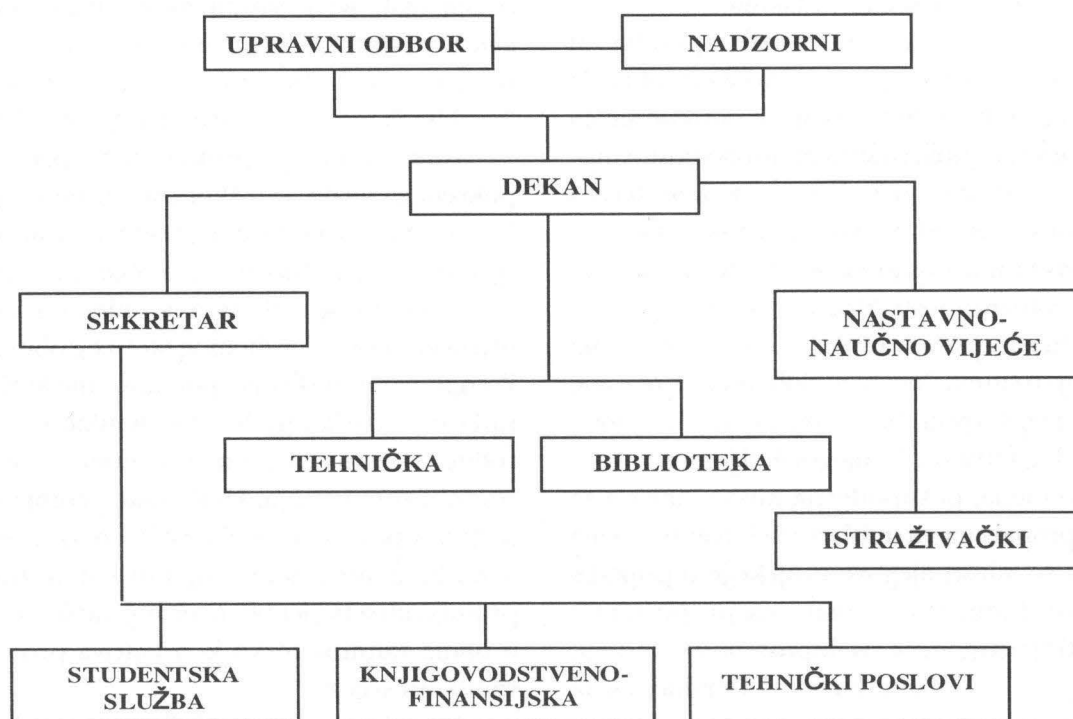 UPRAVNI ODBOR
NADZORNI
DEKAN
SEKRETAR
NASTAVNO-
NAUČNO VIJEĆE
TEHNIČKA
BIBLIOTEKA
ISTRAŽIVAČKI
STUDENTSKA
SLUŽBA
KNJIGOVODSTVENO-
FINANSIJSKA
TEHNIČKI POSLOVI